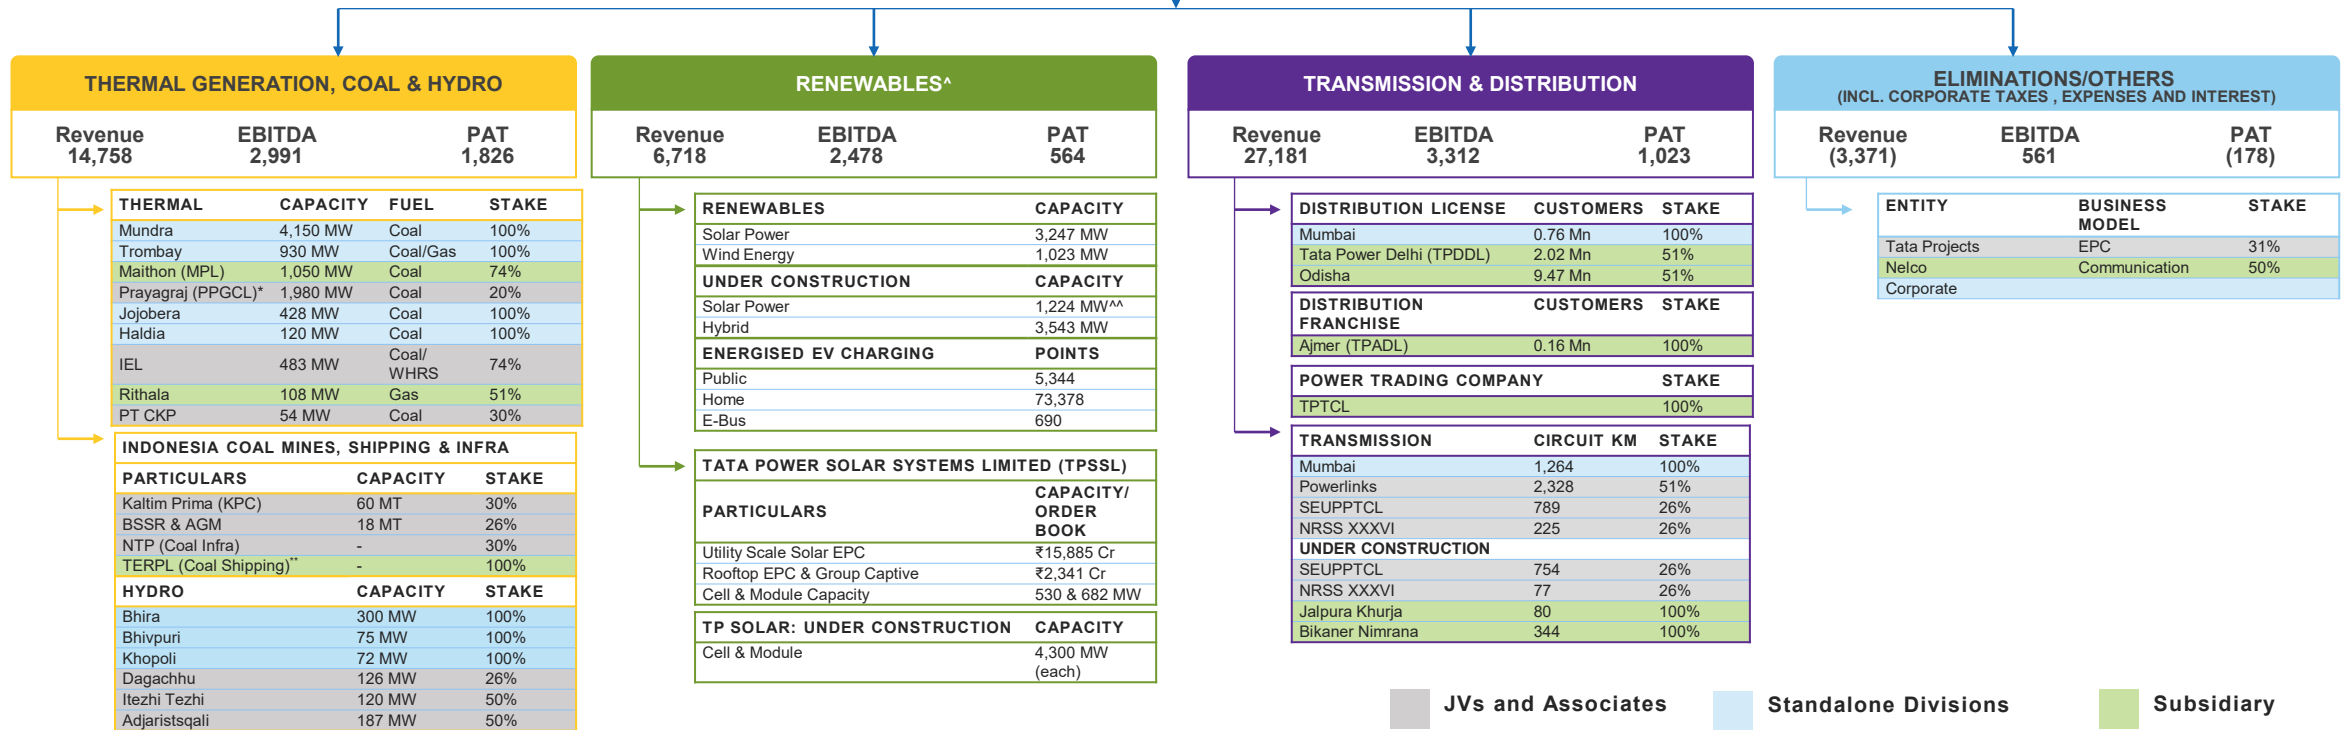 THERMAL GENERATION, COAL & HYDRO
Revenue EBITDA PAT
14,758 2,991 1,826
THERMAL CAPACITY FUEL STAKE
Mundra 4,150 MW Coal 100%
Trombay 930 MW Coal/Gas 100%
Maithon (MPL) 1,050 MW Coal 74%
Prayagraj (PPGCL)* 1,980 MW Coal 20%
Jojobera 428 MW Coal 100%
Haldia 120 MW Coal 100%
IEL 483 MW Coal/ WHRS 74%
Rithala 108 MW Gas 51%
PT CKP 54 MW Coal 30%
INDONESIA COAL MINES, SHIPPING & INFRA
PARTICULARS CAPACITY STAKE
Kaltim Prima (KPC) 60 MT 30%
BSSR & AGM 18 MT 26%
NTP (Coal Infra) - 30%
TERPL (Coal Shipping)** - 100%
HYDRO CAPACITY STAKE
Bhira 300 MW 100%
Bhivpuri 75 MW 100%
Khopoli 72 MW 100%
Dagachhu 126 MW 26%
Itezhi Tezhi 120 MW 50%
Adjaristsqali 187 MW 50%
RENEWABLES^
Revenue EBITDA PAT
6,718 2,478 564
RENEWABLES CAPACITY
Solar Power 3,247 MW
Wind Energy 1,023 MW
UNDER CONSTRUCTION CAPACITY
Solar Power 1,224 MW^^
Hybrid 3,543 MW
ENERGISED EV CHARGING POINTS
Public 5,344
Home 73,378
E-Bus 690
TATA POWER SOLAR SYSTEMS LIMITED (TPSSL)
PARTICULARS CAPACITY/ ORDER BOOK
Utility Scale Solar EPC ₹15,885 Cr
Rooftop EPC & Group Captive ₹2,341 Cr
Cell & Module Capacity 530 & 682 MW
TP SOLAR: UNDER CONSTRUCTION CAPACITY
Cell & Module 4,300 MW
(each)
TRANSMISSION & DISTRIBUTION
Revenue EBITDA PAT
27,181 3,312 1,023
DISTRIBUTION LICENSE CUSTOMERS STAKE
Mumbai 0.76 Mn 100%
Tata Power Delhi (TPDDL) 2.02 Mn 51%
Odisha 9.47 Mn 51%
DISTRIBUTION CUSTOMERS STAKE
FRANCHISE
Ajmer (TPADL) 0.16 Mn 100%
POWER TRADING COMPANY STAKE
TPTCL 100%
TRANSMISSION CIRCUIT KM STAKE
Mumbai 1,264 100%
Powerlinks 2,328 51%
SEUPPTCL 789 26%
NRSS XXXVI 225 26%
UNDER CONSTRUCTION
SEUPPTCL 754 26%
NRSS XXXVI 77 26%
Jalpura Khurja 80 100%
Bikaner Nimrana 344 100%
ELIMINATIONS/OTHERS
(INCL. CORPORATE TAXES , EXPENSES AND INTEREST)
Revenue EBITDA PAT
(3,371) 561 (178)
ENTITY BUSINESS STAKE
MODEL
Tata Projects EPC 31%
Nelco Communication 50%
Corporate
JVs and Associates Standalone Divisions Subsidiary